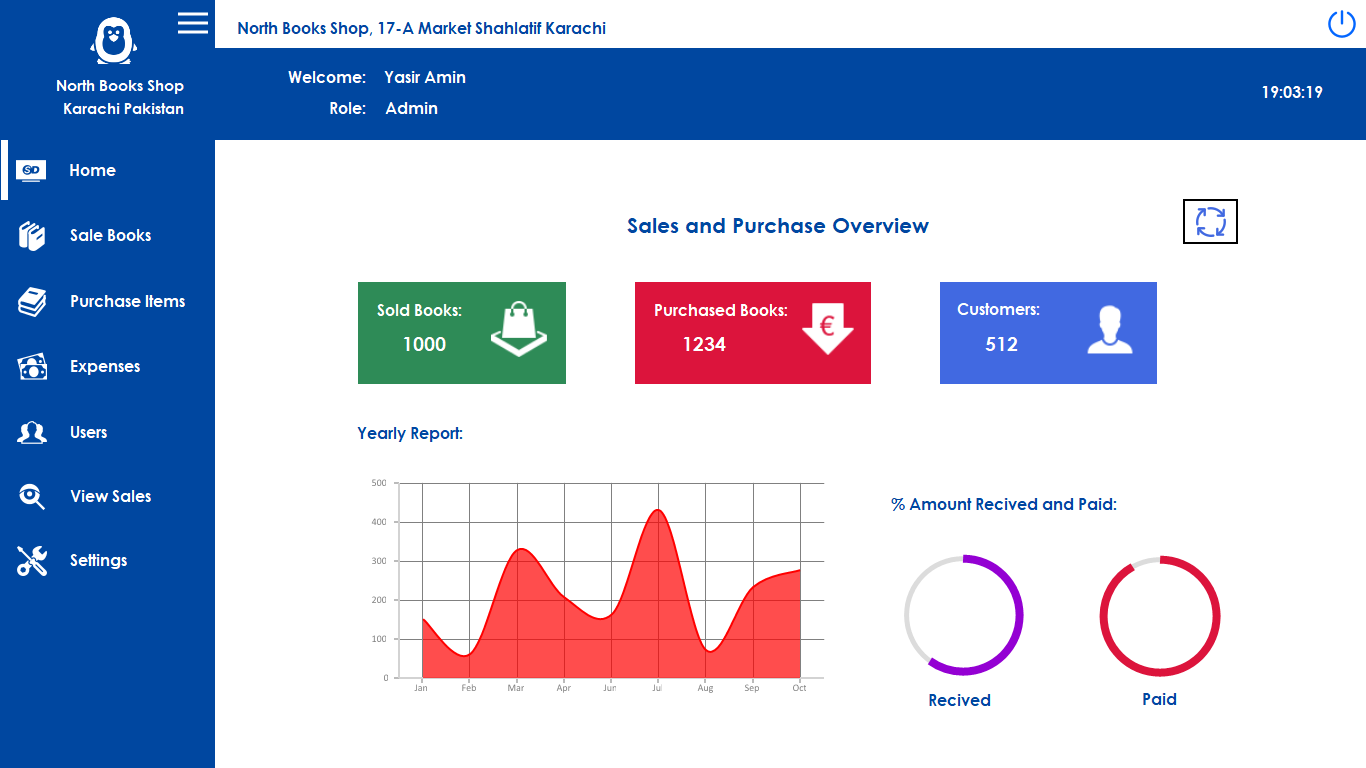 North Books Shop, 17-A Market Shahlatif Karachi
North Books Shop
Karachi Pakistan
Welcome: Yasir Amin
Role: Admin
19:03:19
SD
Home
Sale Books
Purchase Items
Expenses
Users
View Sales
Settings
Sales and Purchase Overview
Sold Books:
1000
Purchased Books:
1234
€
Customers:
512
Yearly Report:
500
400
300
200
100
0
Jan Feb Mar Apr Jun Jul Aug Sep Oct
% Amount Recived and Paid:
Recived
Paid